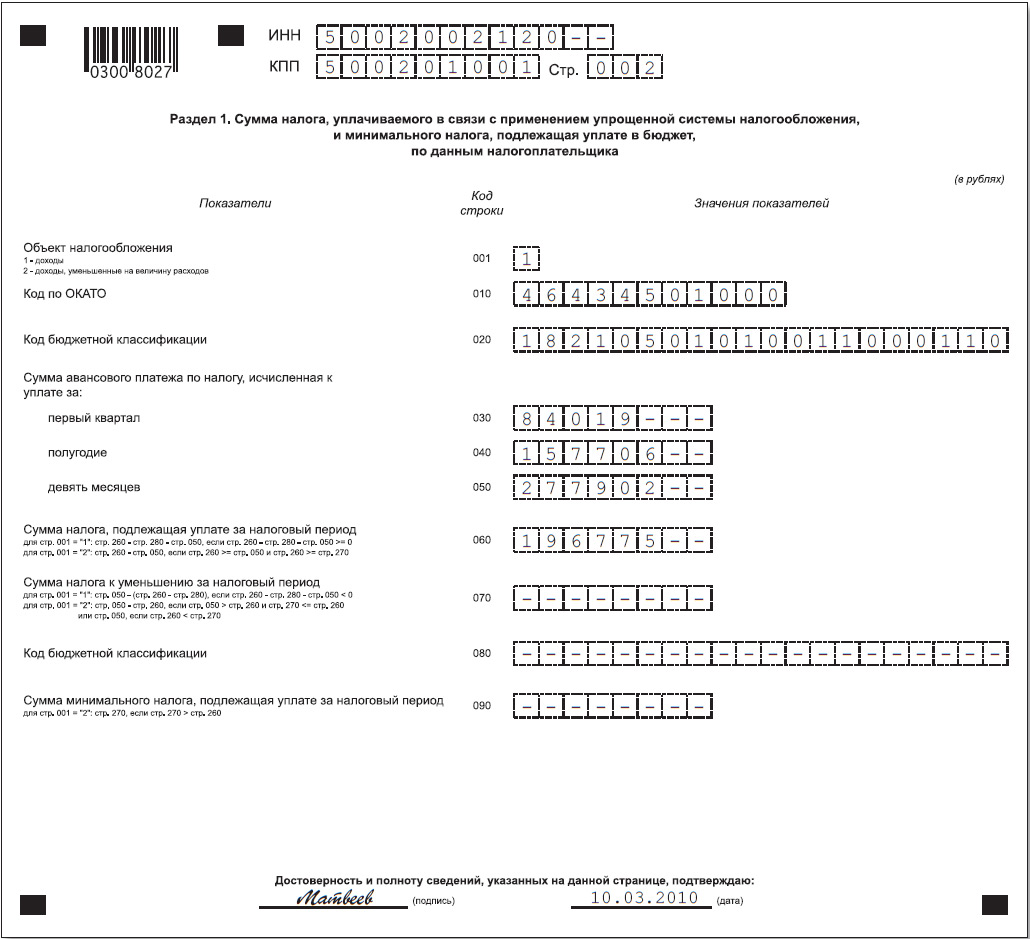 0300 8027
ИНН 5002002120--
КПП 500201001 Стр. 002
Раздел 1. Сумма налога, уплачиваемого в связи с применением упрощенной системы налогообложения,
и минимального налога, подлежащая уплате в бюджет,
по данным налогоплательщика
(в рублях)
Показатели Код строки Значения показателей
Объект налогообложения
1 - доходы
2 - доходы, уменьшенные на величину расходов
001 1
Код по ОКАТО 010 46434501000
Код бюджетной классификации 020 18210501010011000110
Сумма авансового платежа по налогу, исчисленная к
уплате за:
первый квартал 030 84019---
полугодие 040 157706--
девять месяцев 050 277902--
Сумма налога, подлежащая уплате за налоговый период
для стр. 001 = "1": стр. 260 - стр. 280 - стр. 050, если стр. 260 - стр. 280 - стр. 050 >= 0
для стр. 001 = "2": стр. 260 - стр. 050, если стр. 260 >= стр. 050 и стр. 260 >= стр. 270
060 196775--
Сумма налога к уменьшению за налоговый период
для стр. 001 = "1": стр. 050 - (стр. 260 - стр. 280), если стр. 260 - стр. 280 - стр. 050 < 0
для стр. 001 = "2": стр. 050 - стр. 260, если стр. 050 > стр. 260 и стр. 270 <= стр. 260
или стр. 050, если стр. 260 < стр. 270
070 --------
Код бюджетной классификации 080 --------------------
Сумма минимального налога, подлежащая уплате за налоговый период
для стр. 001 = "2": стр. 270, если стр. 270 > стр. 260
090 --------
Достоверность и полноту сведений, указанных на данной странице, подтверждаю:
Матвеев (подпись) 10.03.2010 (дата)